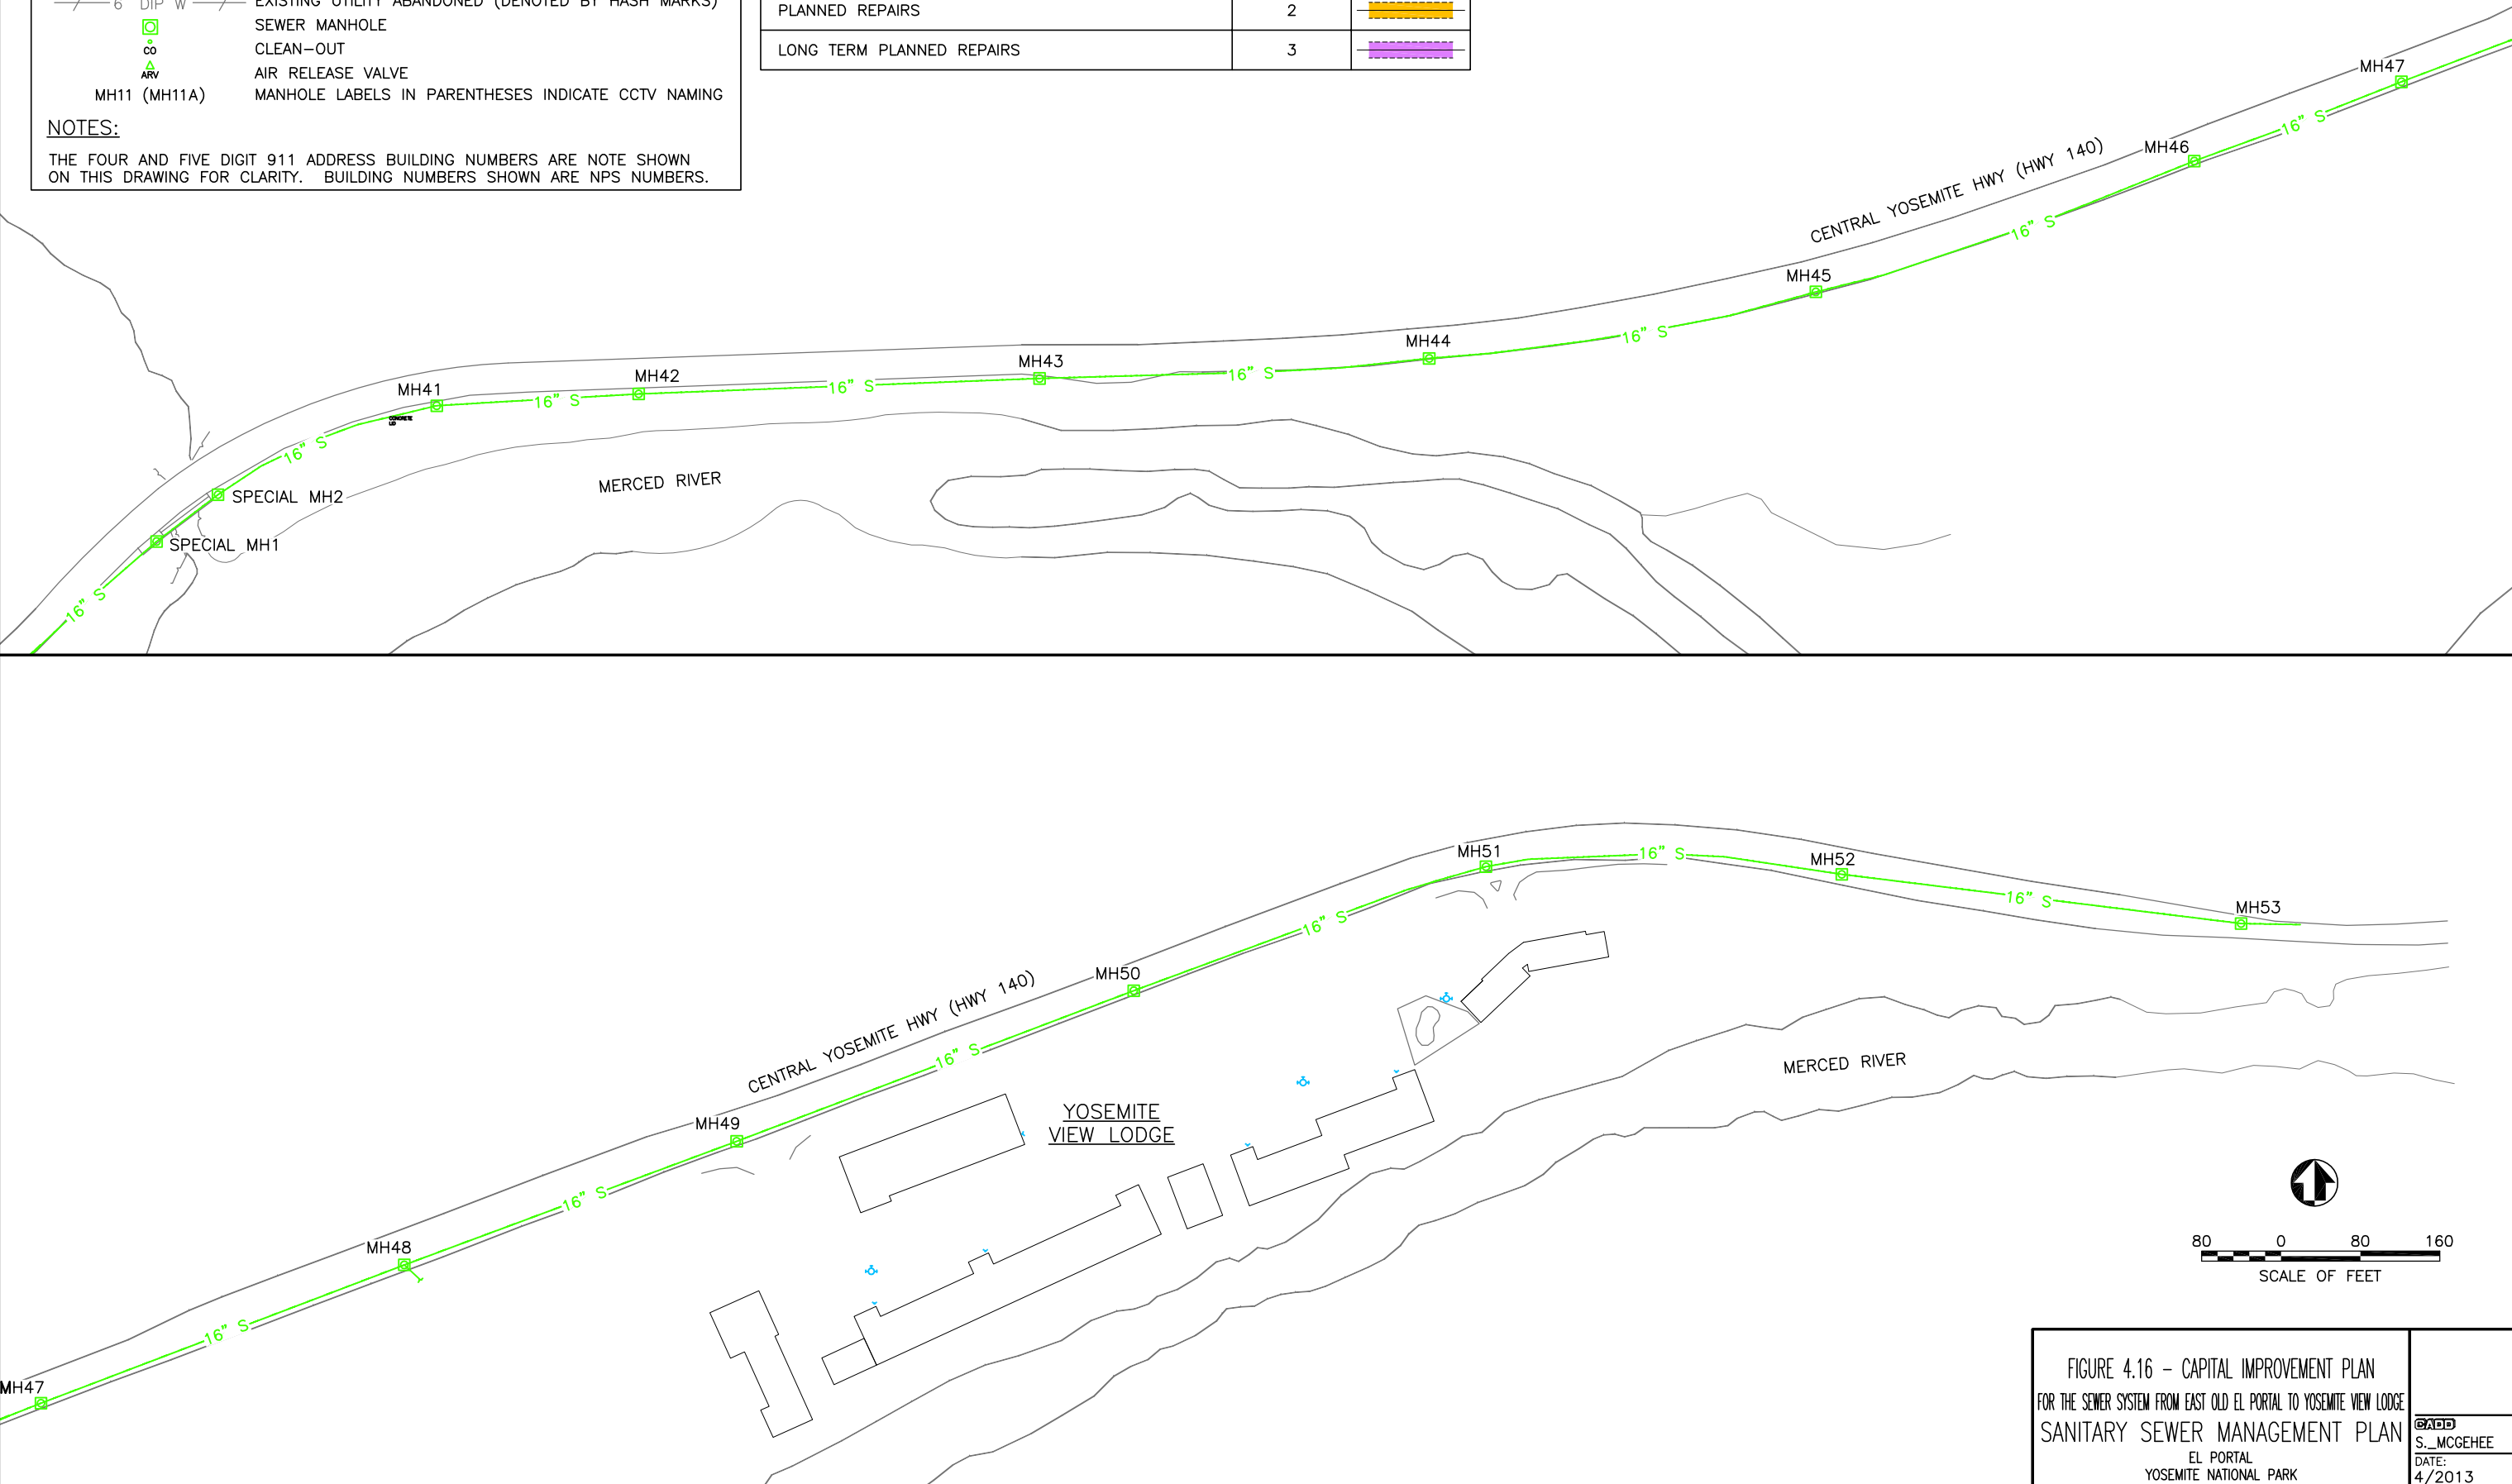 6" DIP W EXISTING UTILITY ABANDONED (DENOTED BY HASH MARKS)
SEWER MANHOLE
CO CLEAN-OUT
ARV AIR RELEASE VALVE
MH11 (MH11A) MANHOLE LABELS IN PARENTHESES INDICATE CCTV NAMING
NOTES:
THE FOUR AND FIVE DIGIT 911 ADDRESS BUILDING NUMBERS ARE NOTE SHOWN
ON THIS DRAWING FOR CLARITY. BUILDING NUMBERS SHOWN ARE NPS NUMBERS.
PLANNED REPAIRS 2
LONG TERM PLANNED REPAIRS 3
MH47
16" S
MH46
CENTRAL YOSEMITE HWY (HWY 140)
16" S
MH45
16" S
MH44
16" S
MH43
16" S
MH42
16" S
MH41
CONCRETE
LID
16" S
SPECIAL MH2
SPECIAL MH1
16" S
MERCED RIVER
MH51
16" S
MH52
16" S
MH53
16" S
MH50
CENTRAL YOSEMITE HWY (HWY 140)
16" S
MH49
YOSEMITE
VIEW LODGE
MERCED RIVER
16" S
MH48
16" S
MH47
80 0 80 160
SCALE OF FEET
FIGURE 4.16 - CAPITAL IMPROVEMENT PLAN
FOR THE SEWER SYSTEM FROM EAST OLD EL PORTAL TO YOSEMITE VIEW LODGE
SANITARY SEWER MANAGEMENT PLAN
EL PORTAL
YOSEMITE NATIONAL PARK
CADD
S._MCGEHEE
DATE:
4/2013